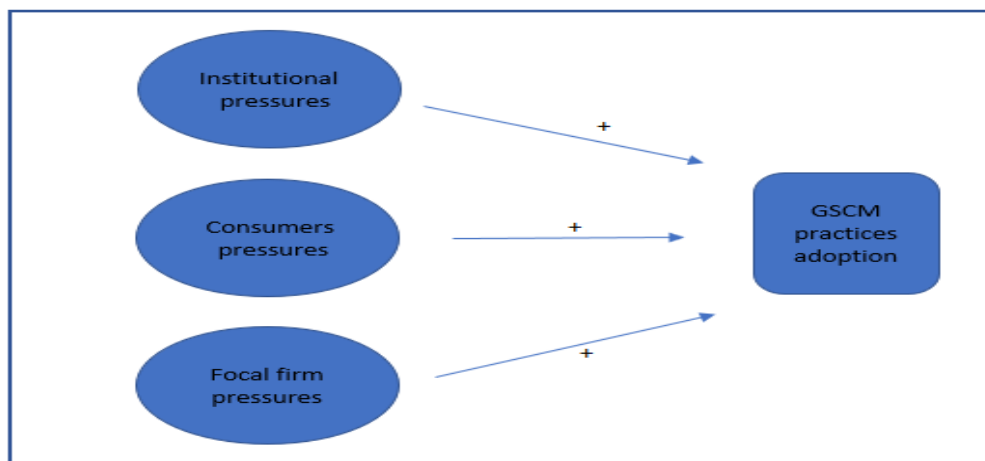 Institutional
pressures
+
Consumers
pressures
+
GSCM
practices
adoption
Focal firm
pressures
+